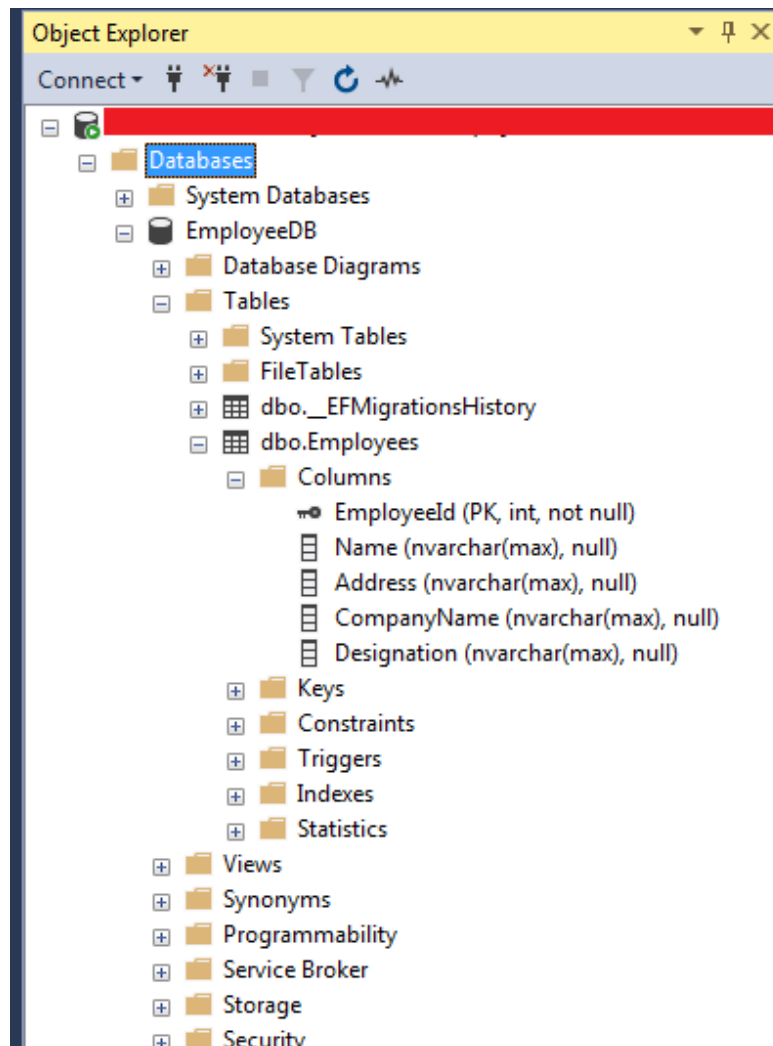 Object Explorer
Connect
Databases
System Databases
EmployeeDB
Database Diagrams
Tables
System Tables
FileTables
dbo.__EFMigrationsHistory
dbo.Employees
Columns
EmployeeId (PK, int, not null)
Name (nvarchar(max), null)
Address (nvarchar(max), null)
CompanyName (nvarchar(max), null)
Designation (nvarchar(max), null)
Keys
Constraints
Triggers
Indexes
Statistics
Views
Synonyms
Programmability
Service Broker
Storage
Security